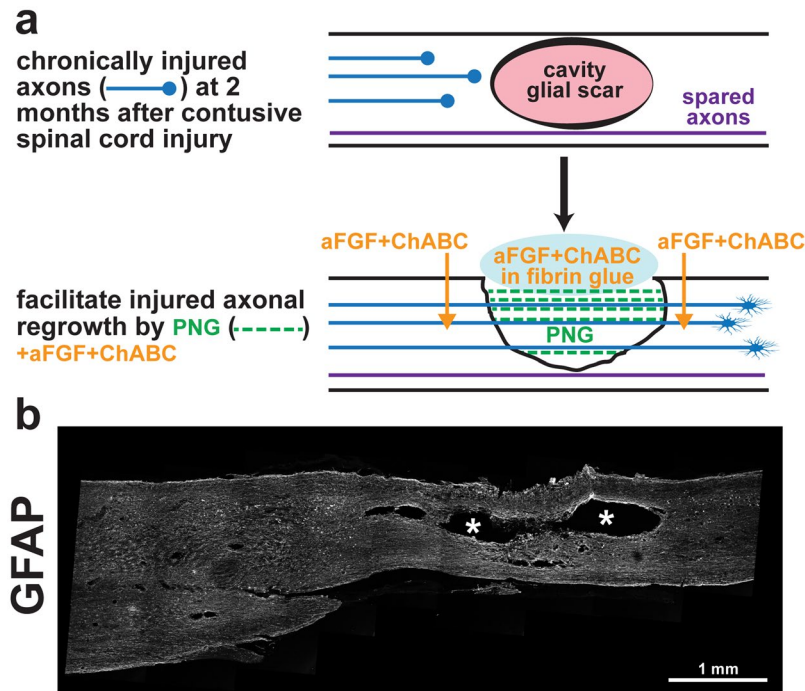 a
chronically injured
axons ( ) at 2
months after contusive
spinal cord injury
cavity
glial scar
spared
axons
aFGF+ChABC
aFGF+ChABC
aFGF+ChABC
in fibrin glue
facilitate injured axonal
regrowth by PNG ( )
+aFGF+ChABC
PNG
b
GFAP
*
*
1 mm